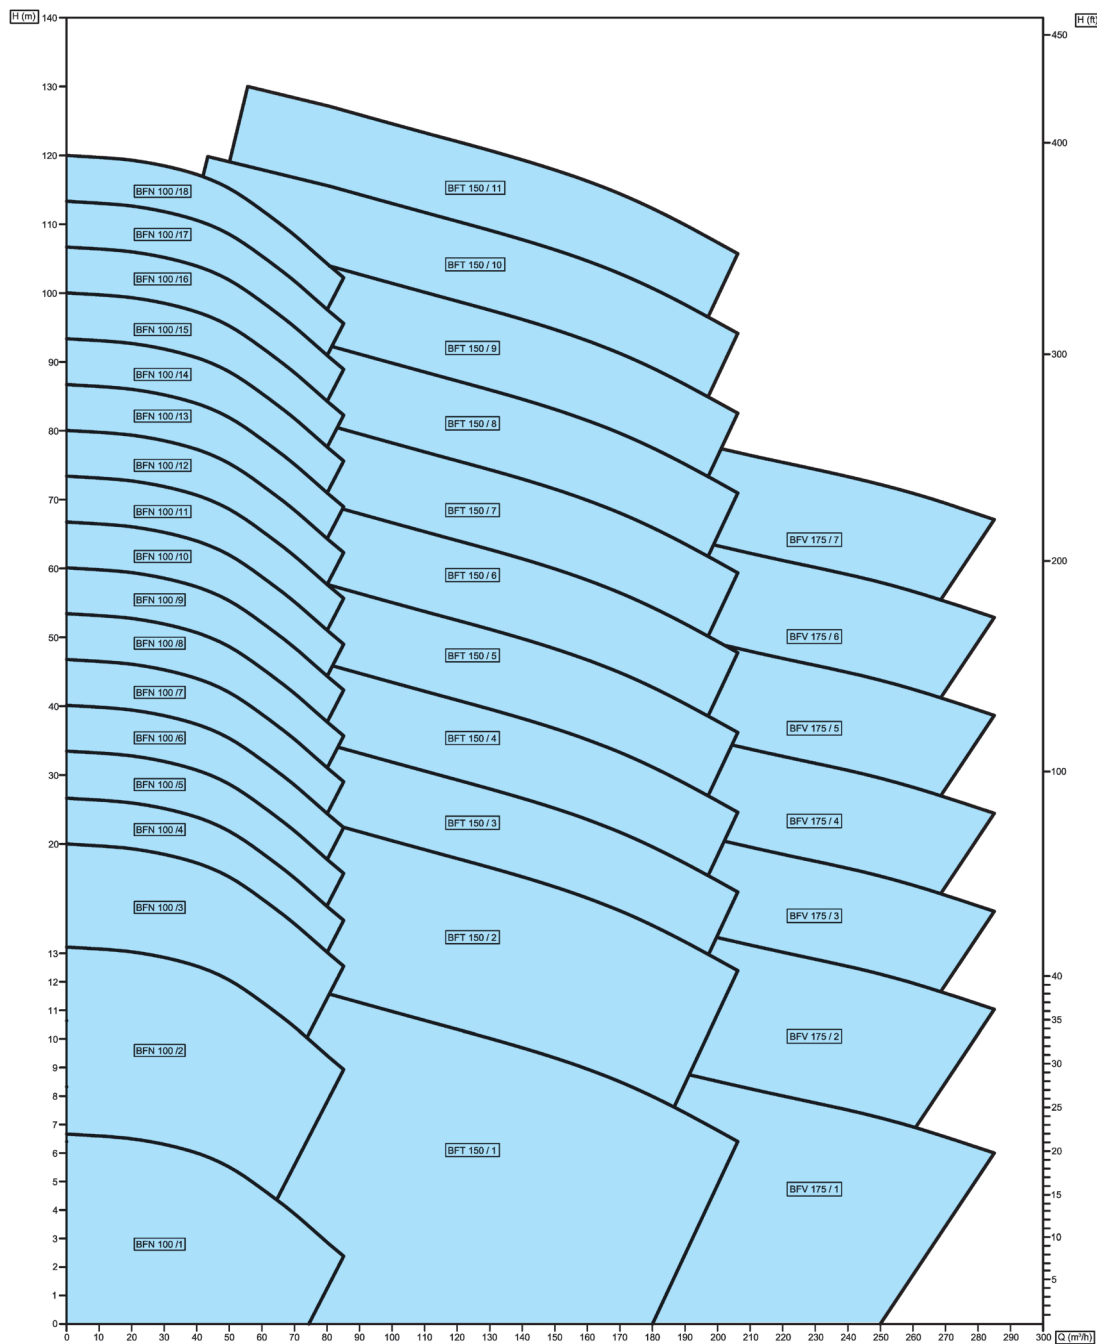 H (m)
H (ft)
140
130
120
110
100
90
80
70
60
50
40
30
20
13
12
11
10
9
8
7
6
5
4
3
2
1
0
450
400
300
200
100
40
35
30
25
20
15
10
5
BFN 100 /18
BFN 100 /17
BFN 100 /16
BFN 100 /15
BFN 100 /14
BFN 100 /13
BFN 100 /12
BFN 100 /11
BFN 100 /10
BFN 100 /9
BFN 100 /8
BFN 100 /7
BFN 100 /6
BFN 100 /5
BFN 100 /4
BFN 100 /3
BFN 100 /2
BFN 100 /1
BFT 150 / 11
BFT 150 / 10
BFT 150 / 9
BFT 150 / 8
BFT 150 / 7
BFT 150 / 6
BFT 150 / 5
BFT 150 / 4
BFT 150 / 3
BFT 150 / 2
BFT 150 / 1
BFV 175 / 7
BFV 175 / 6
BFV 175 / 5
BFV 175 / 4
BFV 175 / 3
BFV 175 / 2
BFV 175 / 1
0 10 20 30 40 50 60 70 80 90 100 110 120 130 140 150 160 170 180 190 200 210 220 230 240 250 260 270 280 290 300 Q (m³/h)